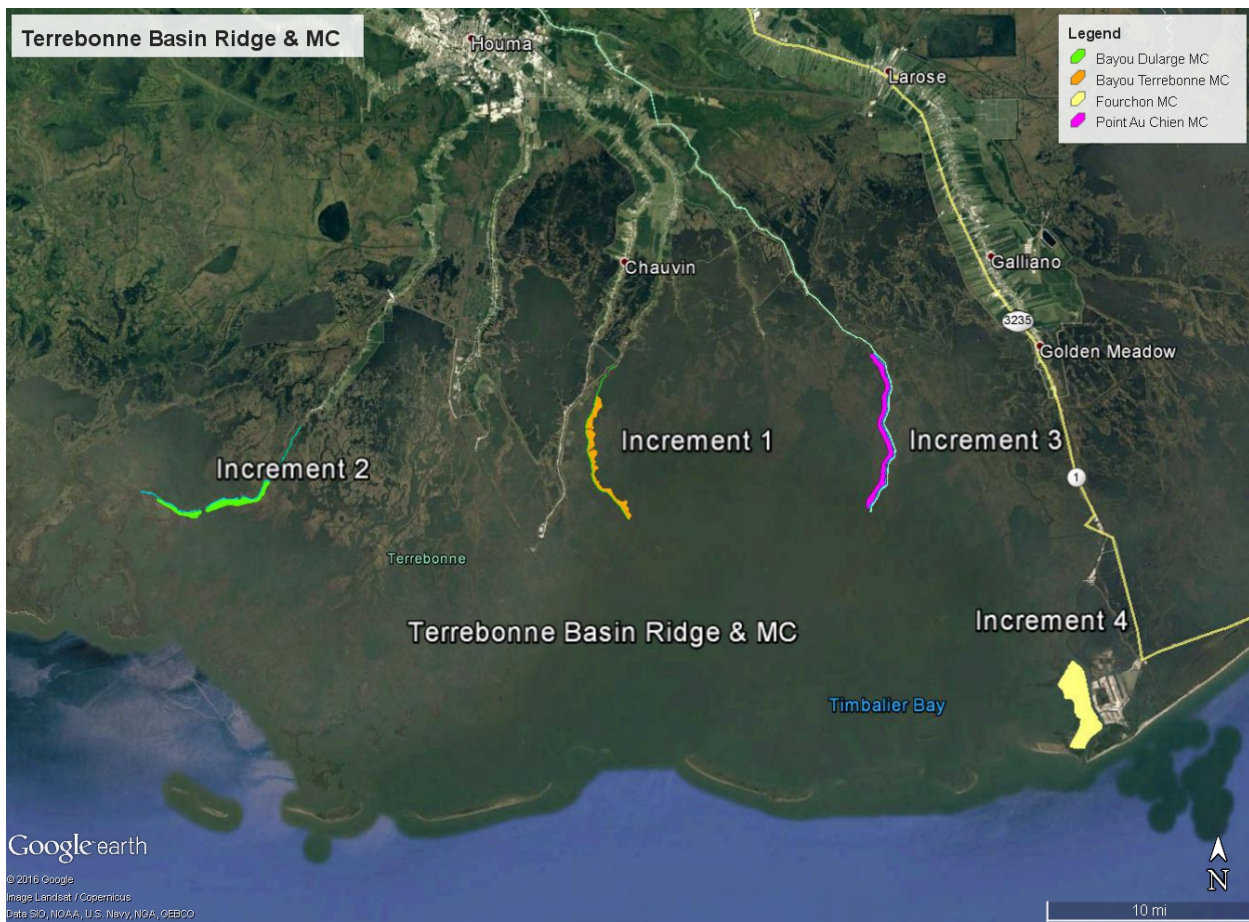 Terrebonne Basin Ridge & MC
Houma
Larose
Legend
Bayou Dularge MC
Bayou Terrebonne MC
Fourchon MC
Point Au Chien MC
Chauvin
Galliano
3235
Golden Meadow
Increment 2
Increment 1
Increment 3
1
Terrebonne
Terrebonne Basin Ridge & MC
Increment 4
Timbalier Bay
Google earth
© 2016 Google
Image Landsat / Copernicus
Data SIO, NOAA, U.S. Navy, NGA, GEBCO
N
10 mi